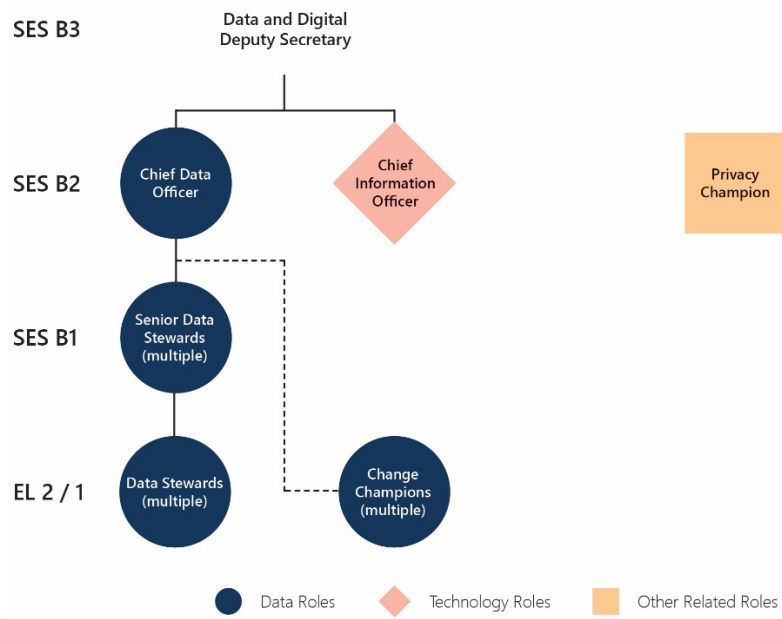 SES B3
Data and Digital
Deputy Secretary
SES B2
Chief Data
Officer
Chief
Information
Officer
Privacy
Champion
SES B1
Senior Data
Stewards
(multiple)
EL 2 / 1
Data Stewards
(multiple)
Change
Champions
(multiple)
Data Roles
Technology Roles
Other Related Roles